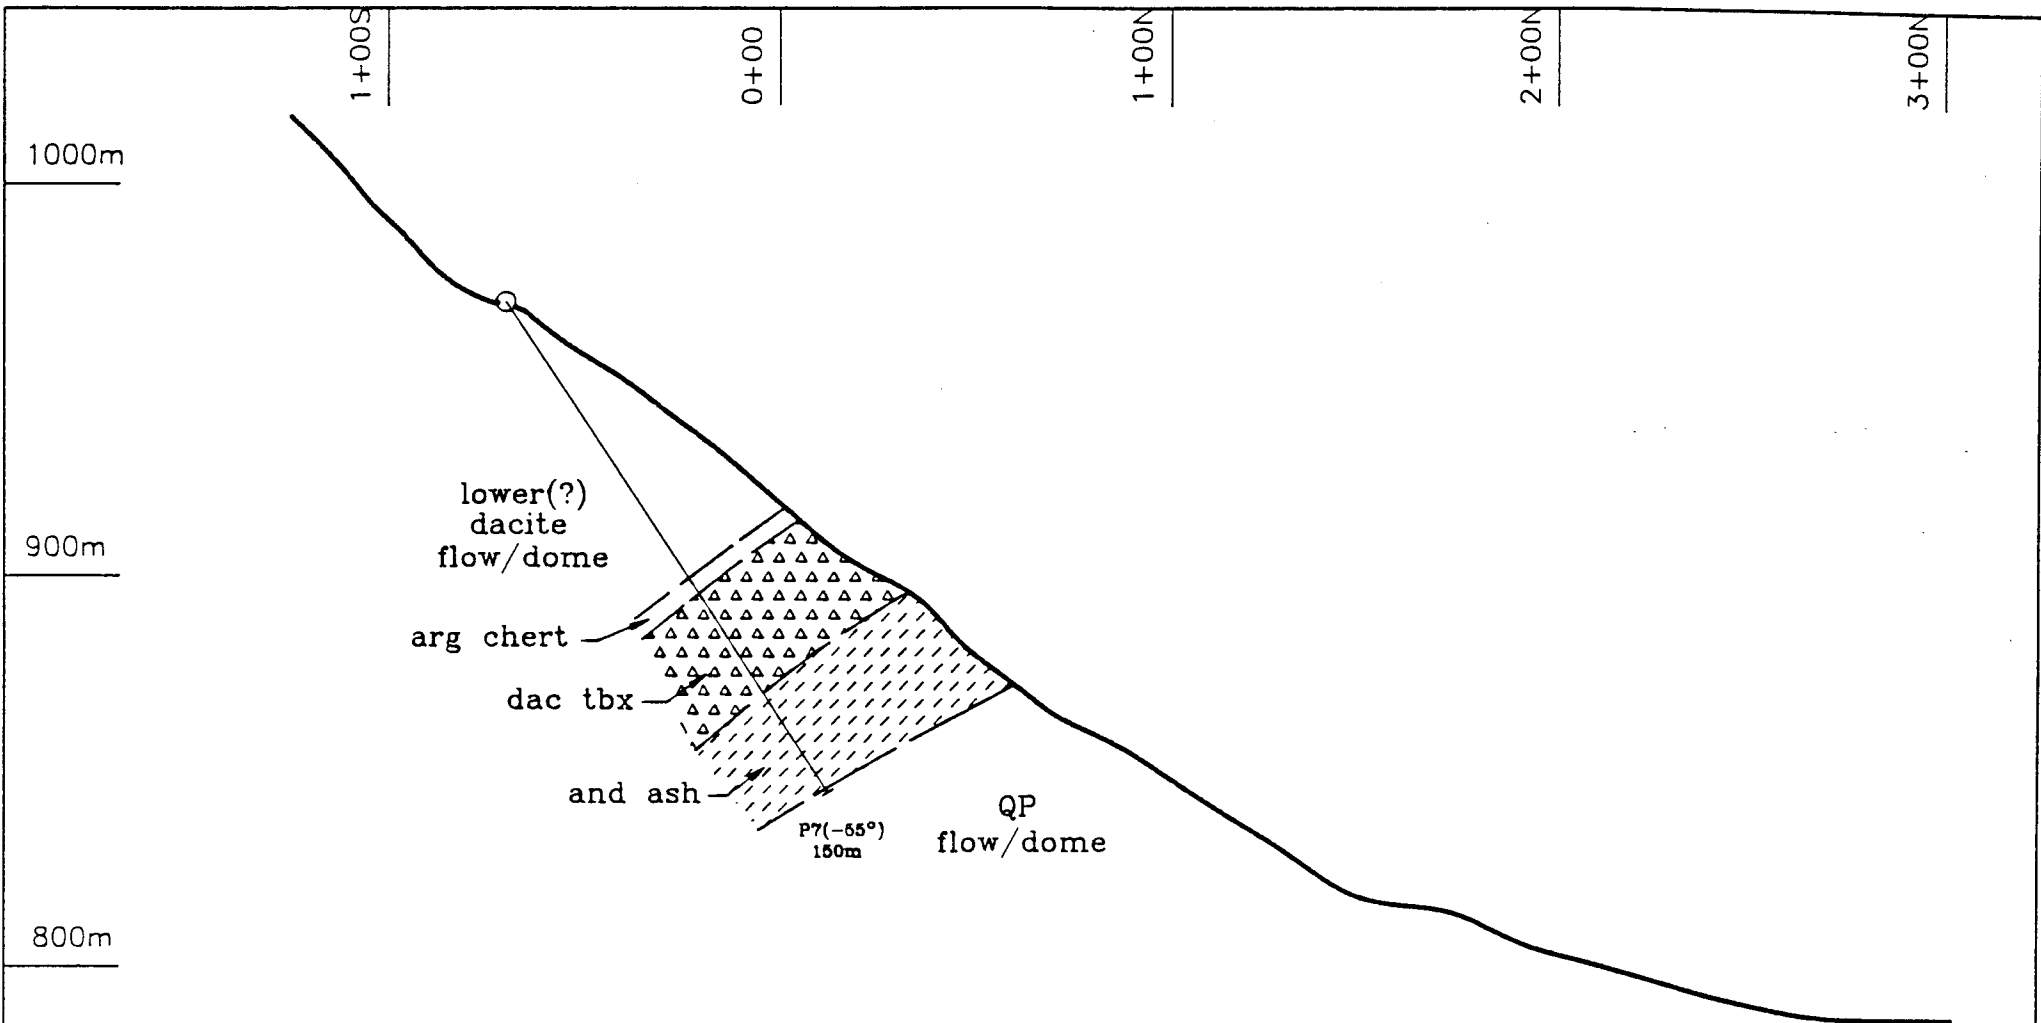 1+00S
0+00
1+00N
2+00N
3+00N
1000m
900m
800m
lower(?)
dacite
flow/dome
arg chert
dac tbx
and ash
P7(-55°)
150m
QP
flow/dome